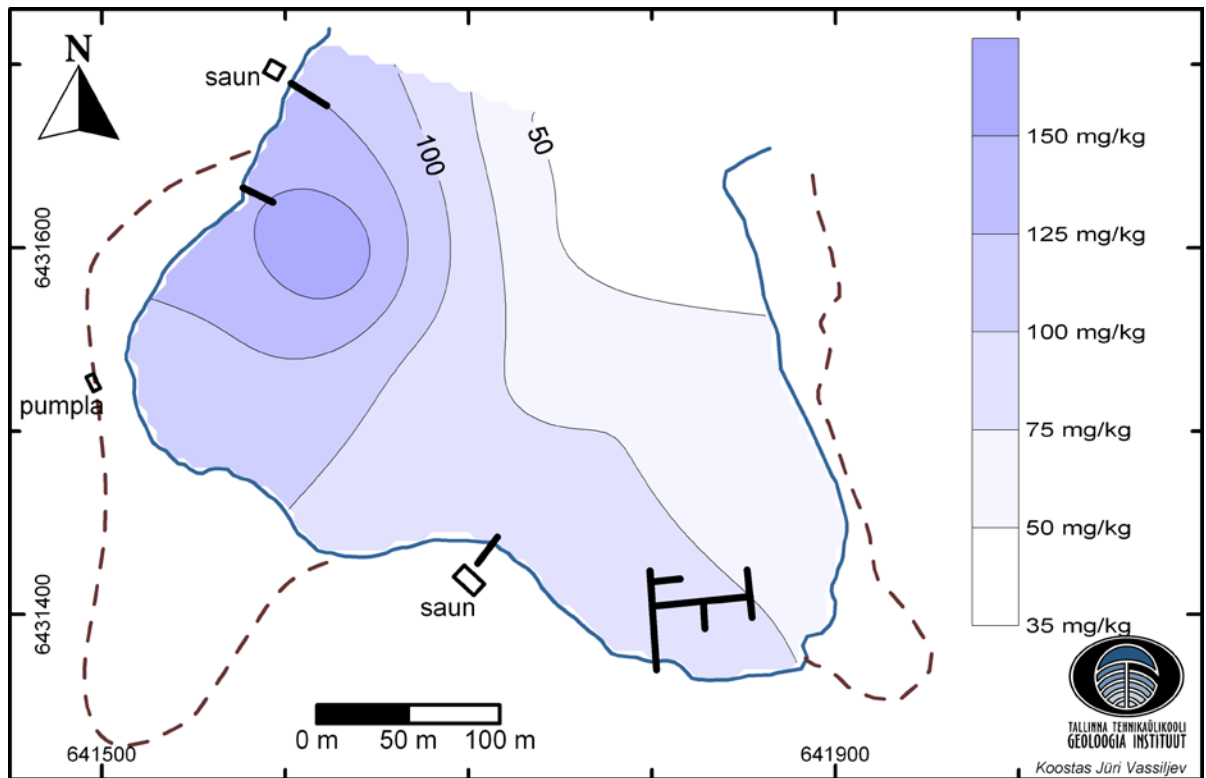 N
saun
100
50
150 mg/kg
125 mg/kg
100 mg/kg
75 mg/kg
50 mg/kg
35 mg/kg
6431600
pumpla
6431400
saun
0 m 50 m 100 m
641500
641900
TALLINNA TEHNIKAÜLIKOOLI
GEOLOOGIA INSTITUUT
Koostas Jüri Vassiljev